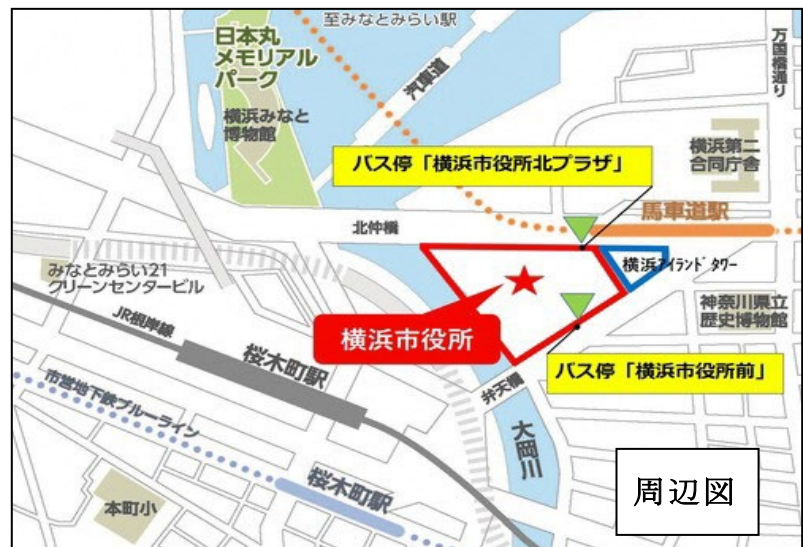 至みなとみらい駅
日本丸
メモリアル
パーク
汽車道
万国橋通り
横浜みなと
博物館
横浜第二
合同庁舎
バス停「横浜市役所北プラザ」
馬車道駅
北仲橋
横浜アイランドタワー
みなとみらい21
クリーンセンタービル
神奈川県立
歴史博物館
JR根岸線
横浜市役所
桜木町駅
バス停「横浜市役所前」
弁天橋
市営地下鉄ブルーライン
大岡川
桜木町駅
本町小
周辺図